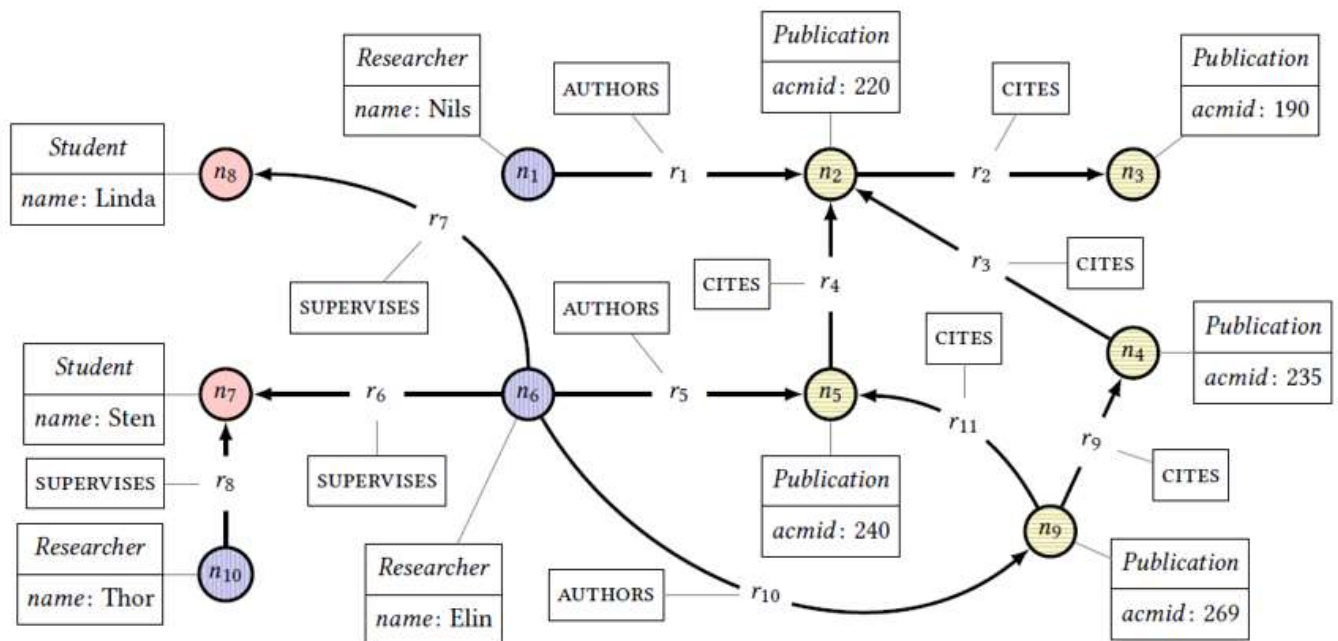 Publication
acmid: 220
Researcher
name: Nils
AUTHORS
CITES
Publication
acmid: 190
Student
name: Linda
n8
n1
r1
n2
r2
n3
r7
SUPERVISES
AUTHORS
CITES
r4
r3
CITES
CITES
Publication
acmid: 235
n4
Student
name: Sten
n7
r6
n6
r5
n5
r11
r9
CITES
SUPERVISES
r8
SUPERVISES
Publication
acmid: 240
n9
Researcher
name: Thor
n10
Researcher
name: Elin
AUTHORS
r10
Publication
acmid: 269